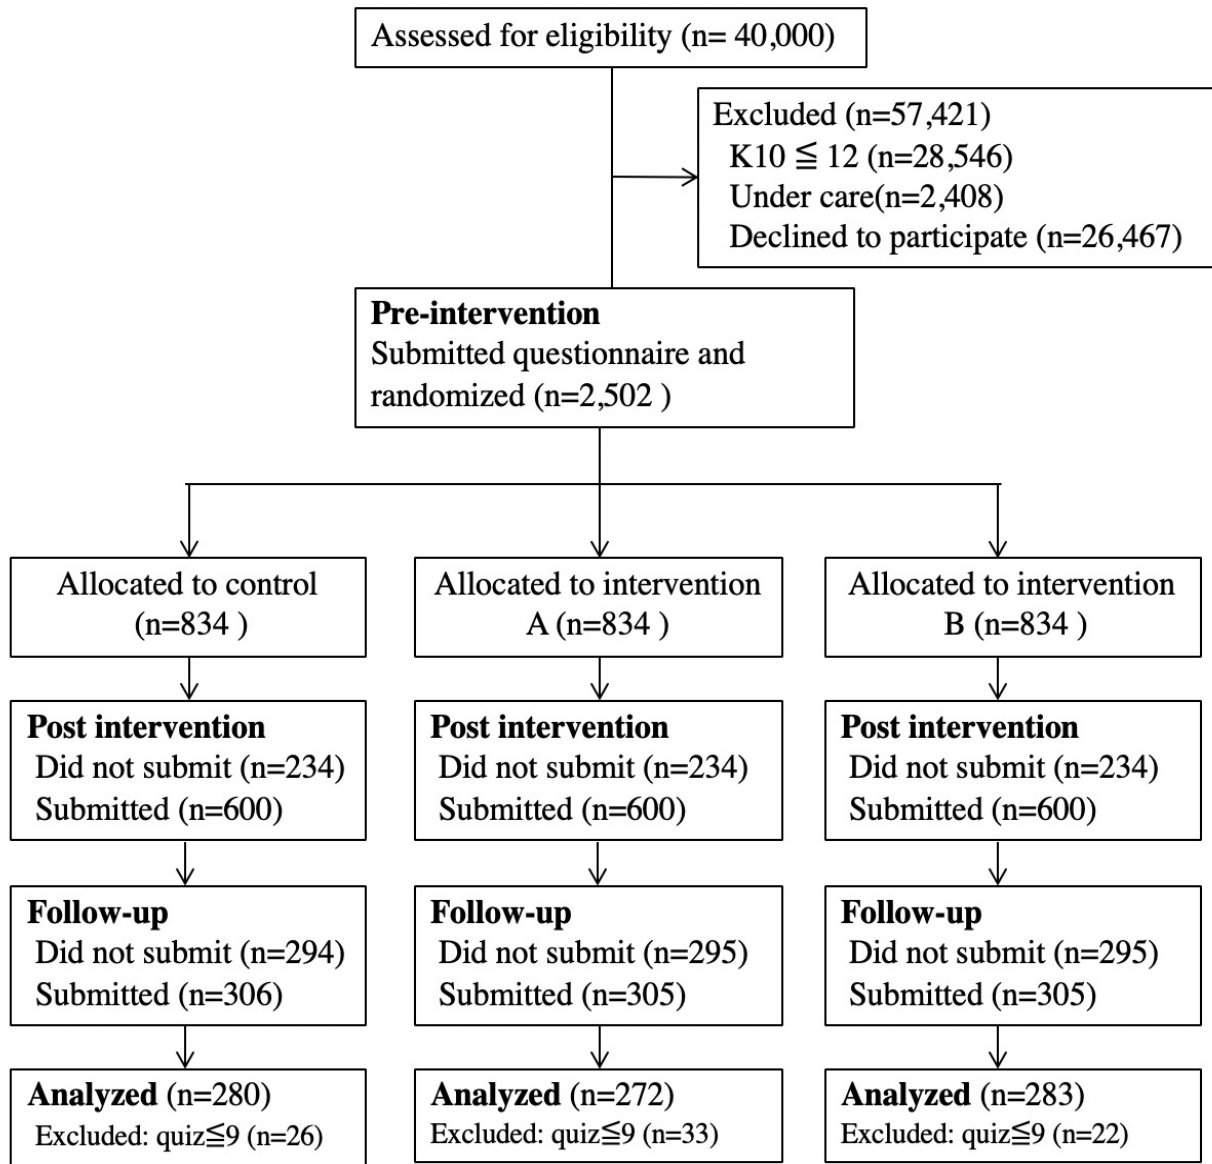 Assessed for eligibility (n= 40,000)
Excluded (n=57,421)
K10 ≦ 12 (n=28,546)
Under care(n=2,408)
Declined to participate (n=26,467)
Pre-intervention
Submitted questionnaire and
randomized (n=2,502 )
Allocated to control
(n=834 )
Allocated to intervention
A (n=834 )
Allocated to intervention
B (n=834 )
Post intervention
Did not submit (n=234)
Submitted (n=600)
Post intervention
Did not submit (n=234)
Submitted (n=600)
Post intervention
Did not submit (n=234)
Submitted (n=600)
Follow-up
Did not submit (n=294)
Submitted (n=306)
Follow-up
Did not submit (n=295)
Submitted (n=305)
Follow-up
Did not submit (n=295)
Submitted (n=305)
Analyzed (n=280)
Excluded: quiz≦9 (n=26)
Analyzed (n=272)
Excluded: quiz≦9 (n=33)
Analyzed (n=283)
Excluded: quiz≦9 (n=22)